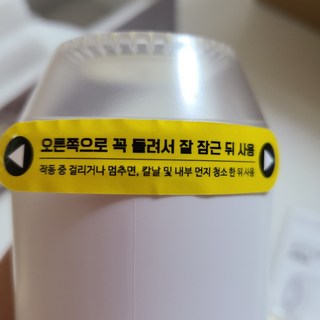 오른쪽으로 꼭 돌려서 잘 잠근 뒤 사용
작동 중 걸리거나 멈추면, 칼날 및 내부 먼지 청소 한 뒤 사용